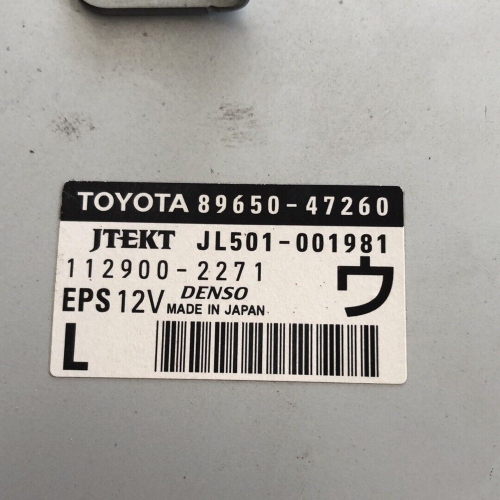 TOYOTA 89650-47260
JTEKT JL501-001981
112900-2271
EPS 12V DENSO
MADE IN JAPAN
ウ
L